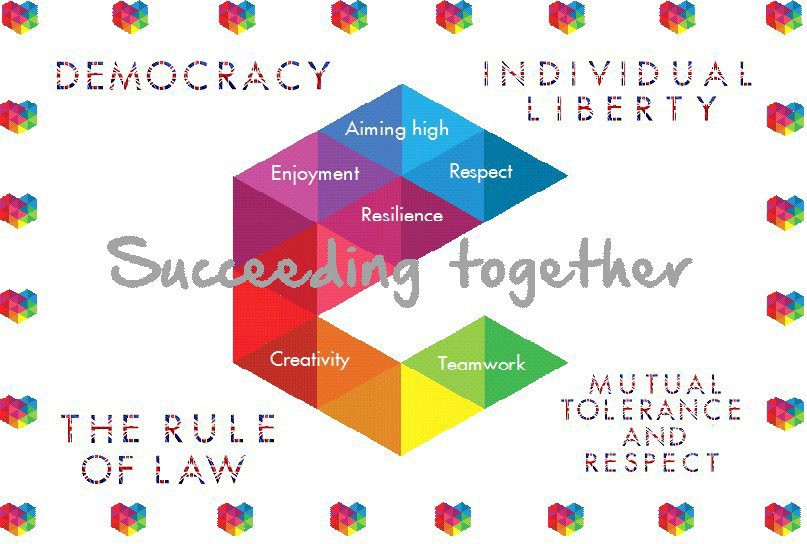 DEMOCRACY
INDIVIDUAL
LIBERTY
Aiming high
Enjoyment
Respect
Resilience
Succeeding together
Creativity
Teamwork
THE RULE
OF LAW
MUTUAL
TOLERANCE
AND
RESPECT